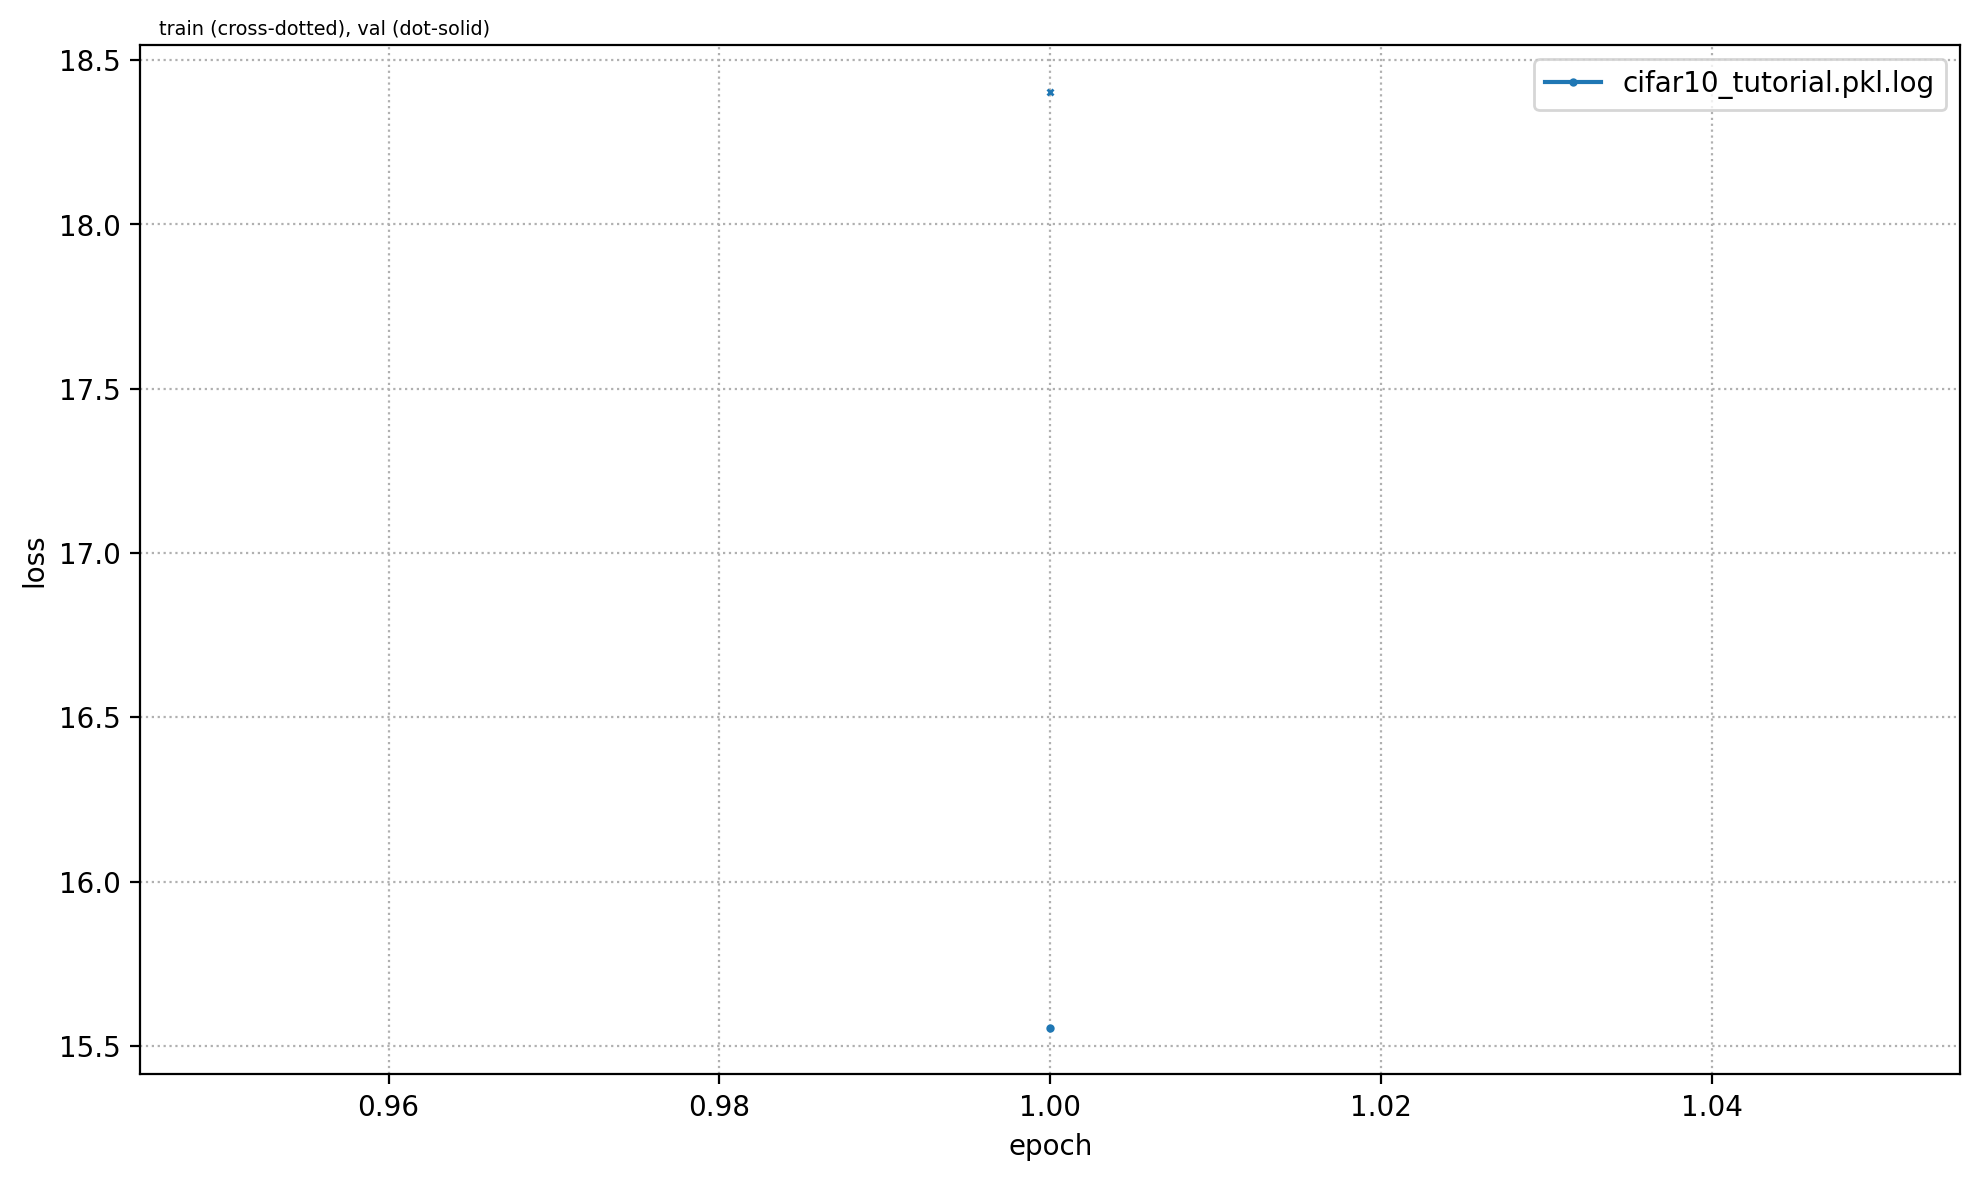 train (cross-dotted), val (dot-solid)
cifar10_tutorial.pkl.log
18.5
18.0
17.5
17.0
16.5
16.0
15.5
loss
0.96 0.98 1.00 1.02 1.04
epoch